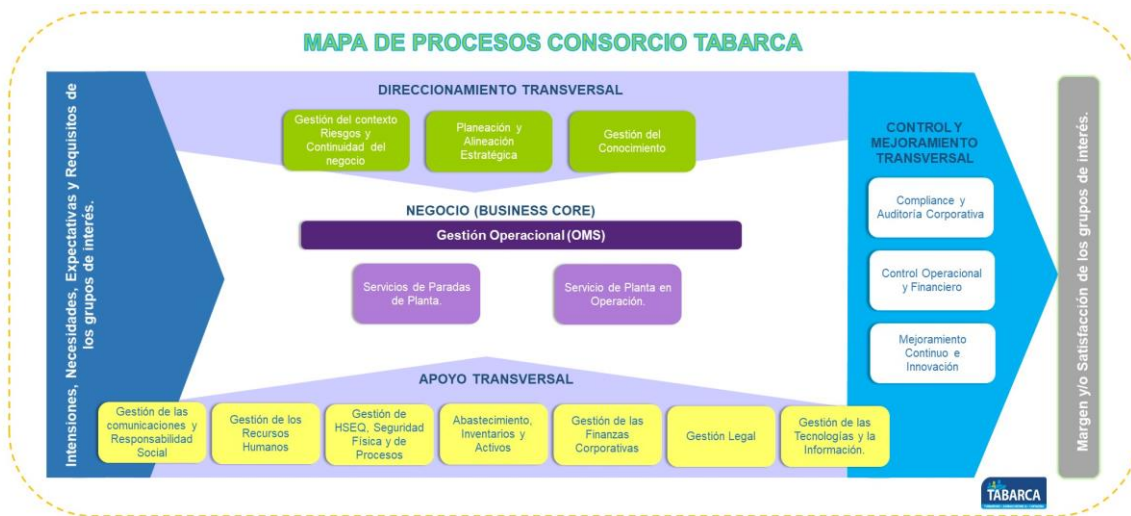 MAPA DE PROCESOS CONSORCIO TABARCA
Intensiones, Necesidades, Expectativas y Requisitos de
los grupos de interés.
DIRECCIONAMIENTO TRANSVERSAL
Gestión del contexto
Riesgos y
Continuidad del
negocio
Planeación y
Alineación
Estratégica
Gestión del
Conocimiento
NEGOCIO (BUSINESS CORE)
Gestión Operacional (OMS)
Servicios de Paradas
de Planta.
Servicio de Planta en
Operación.
APOYO TRANSVERSAL
Gestión de las
comunicaciones y
Responsabilidad
Social
Gestión de los
Recursos
Humanos
Gestión de
HSEQ, Seguridad
Física y de
Procesos
Abastecimiento,
Inventarios y
Activos
Gestión de las
Finanzas
Corporativas
Gestión Legal
Gestión de las
Tecnologías y la
Información.
CONTROL Y
MEJORAMIENTO
TRANSVERSAL
Compliance y
Auditoría Corporativa
Control Operacional
y Financiero
Mejoramiento
Continuo e
Innovación
Margen y/o Satisfacción de los grupos de interés.
TABARCA